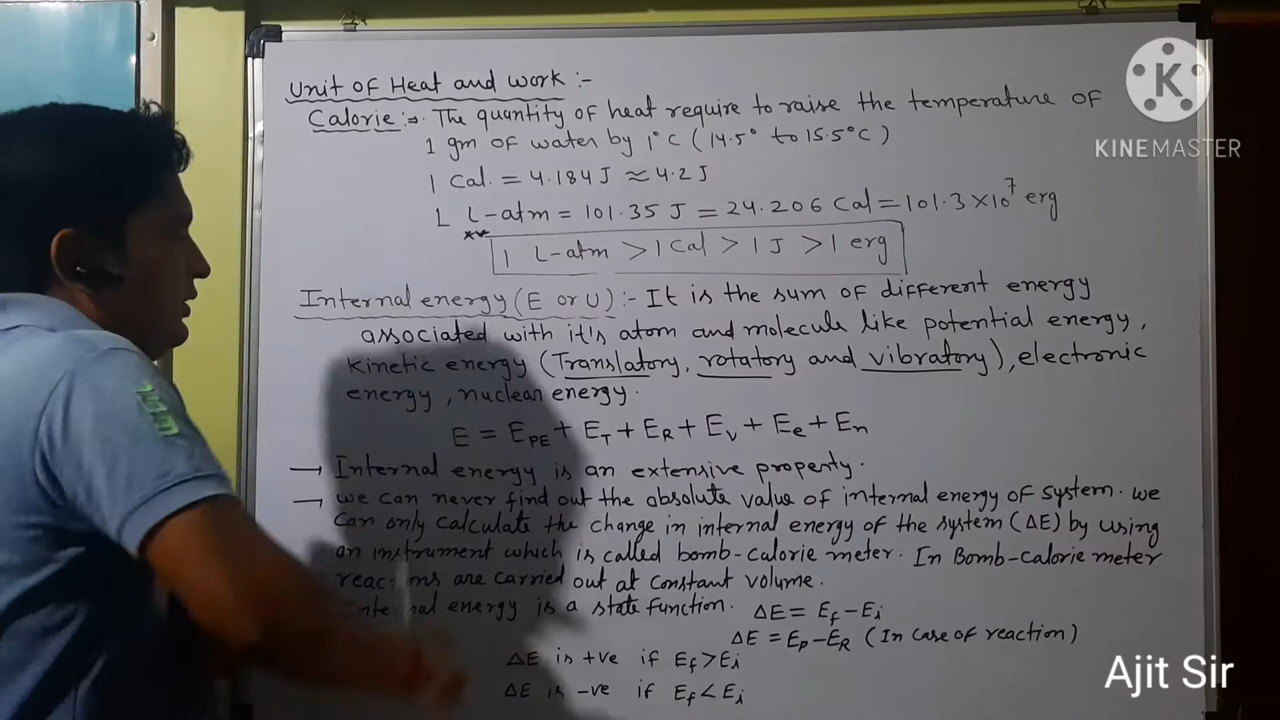 Unit of Heat and work :-
Calorie :→. The quantity of heat require to raise the temperature of
1 gm of water by 1°C (14.5° to 15.5°C)
1 Cal. = 4.184 J ≈ 4.2 J
1 L-atm = 101.35 J = 24.206 Cal = 101.3 × 10⁷ erg
1 L-atm > 1 Cal > 1 J > 1 erg
Internal energy (E or U) :- It is the sum of different energy
associated with it's atom and molecule like potential energy,
kinetic energy (Translatory, rotatory and vibratory), electronic
energy, nuclear energy.
E = E_PE + E_T + E_R + E_v + E_e + E_n
→ Internal energy is an extensive property.
→ we can never find out the absolute value of internal energy of system. we
can only calculate the change in internal energy of the system (ΔE) by using
an instrument which is called bomb-calorie meter. In Bomb-calorie meter
are carried out at constant volume.
energy is a state function. ΔE = E_f - E_i
ΔE = E_p - E_R (In case of reaction)
ΔE is +ve if E_f > E_i
ΔE is -ve if E_f < E_i
KINEMASTER
Ajit Sir